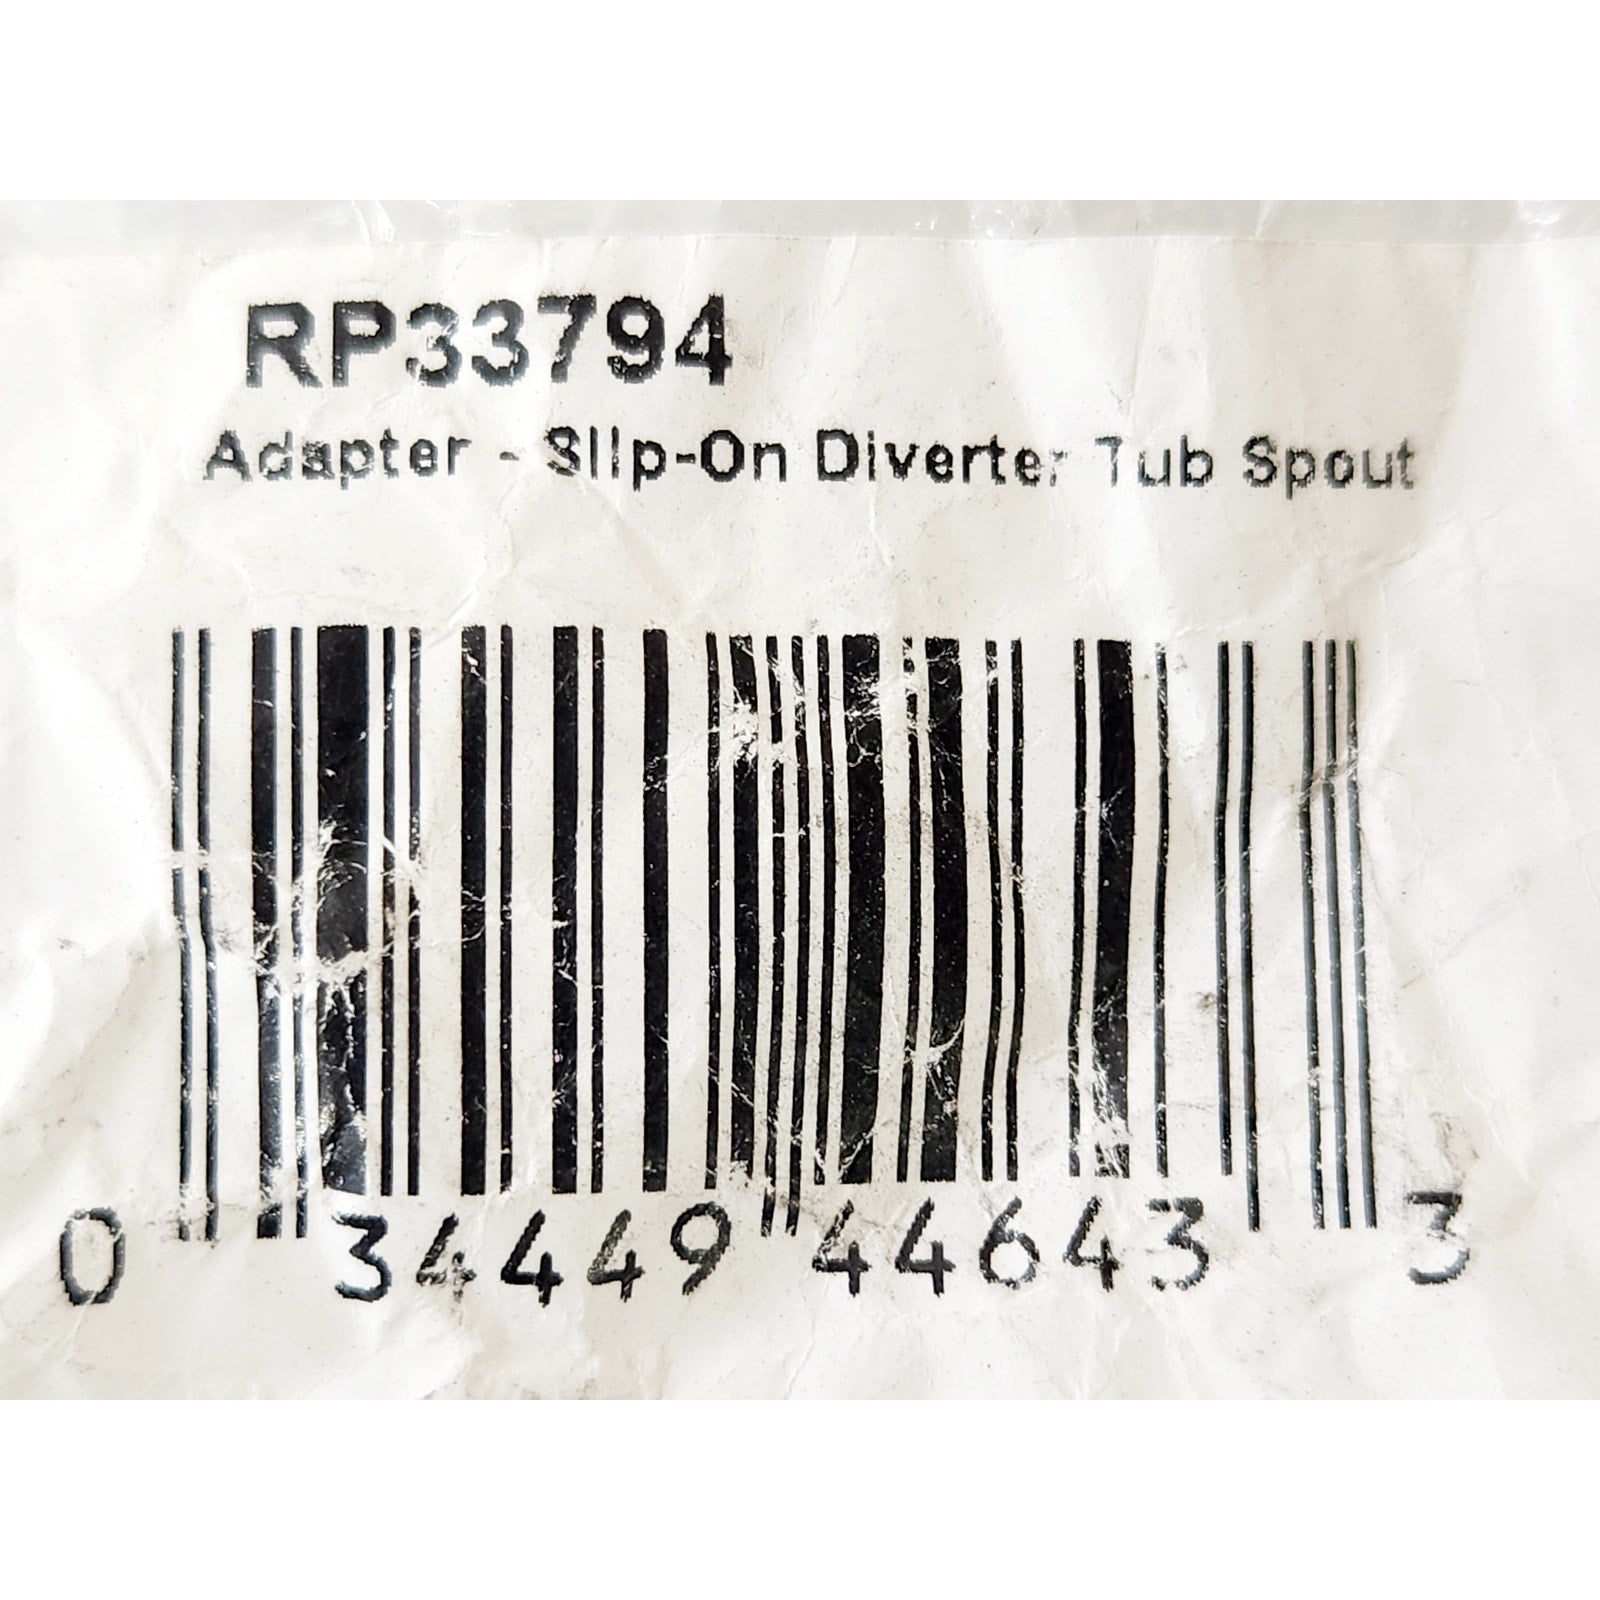 RP33794
Adapter - Slip-On Diverter Tub Spout
0 34449 44643 3